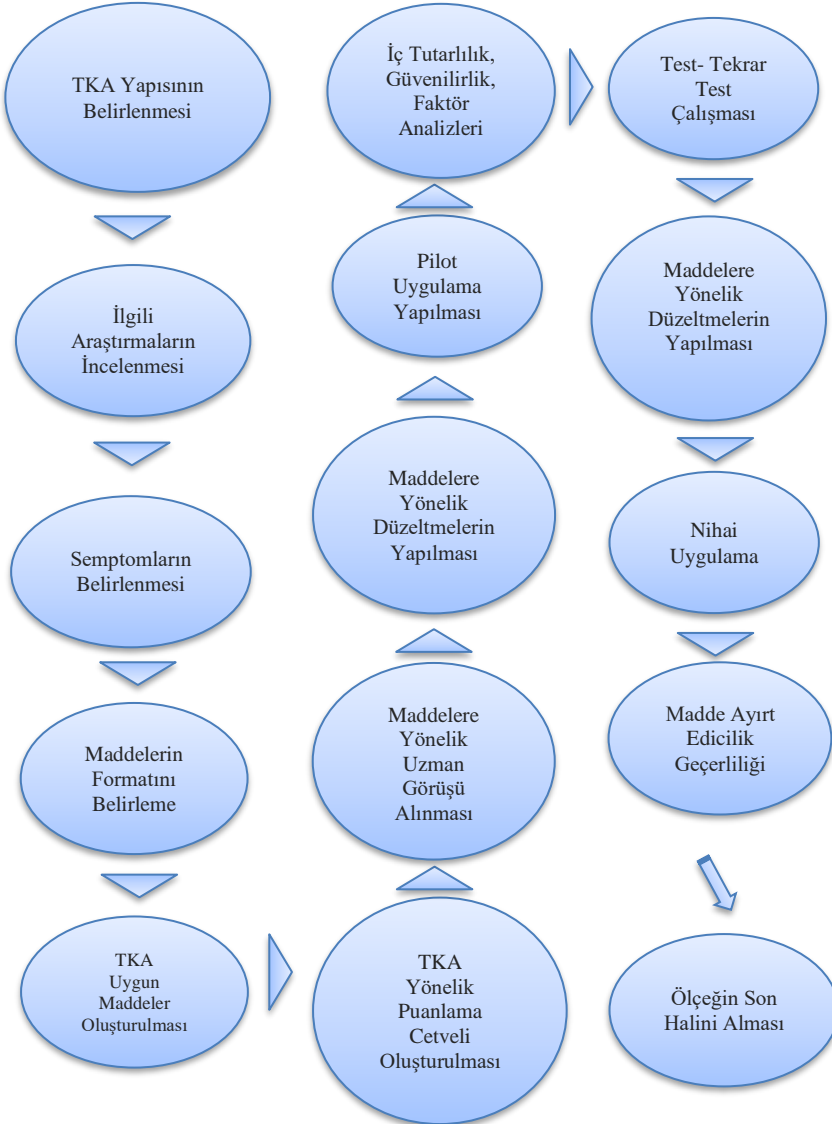 TKA Yapısının
Belirlenmesi
İlgili
Araştırmaların
İncelenmesi
Semptomların
Belirlenmesi
Maddelerin
Formatını
Belirleme
TKA
Uygun
Maddeler
Oluşturulması
TKA
Yönelik
Puanlama
Cetveli
Oluşturulması
Maddelere
Yönelik
Uzman
Görüşü
Alınması
Maddelere
Yönelik
Düzeltmelerin
Yapılması
Pilot
Uygulama
Yapılması
İç Tutarlılık,
Güvenilirlik,
Faktör
Analizleri
Test- Tekrar
Test
Çalışması
Maddelere
Yönelik
Düzeltmelerin
Yapılması
Nihai
Uygulama
Madde Ayırt
Edicilik
Geçerliliği
Ölçeğin Son
Halini Alması